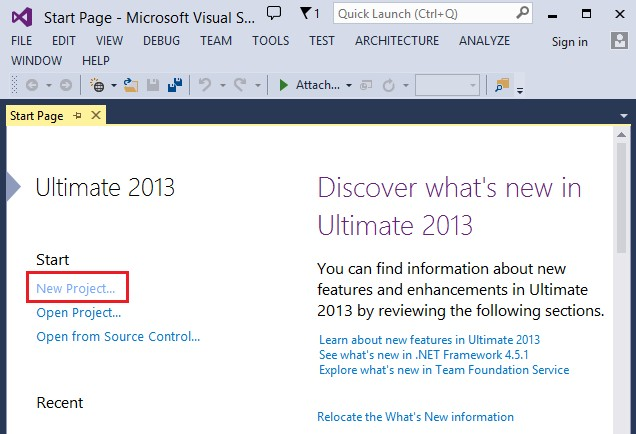 Start Page - Microsoft Visual S...
1
Quick Launch (Ctrl+Q)
FILE EDIT VIEW DEBUG TEAM TOOLS TEST ARCHITECTURE ANALYZE
Sign in
WINDOW HELP
Attach...
Start Page
Ultimate 2013
Start
New Project...
Open Project...
Open from Source Control...
Recent
Discover what's new in
Ultimate 2013
You can find information about new
features and enhancements in Ultimate
2013 by reviewing the following sections.
Learn about new features in Ultimate 2013
See what's new in .NET Framework 4.5.1
Explore what's new in Team Foundation Service
Relocate the What's New information